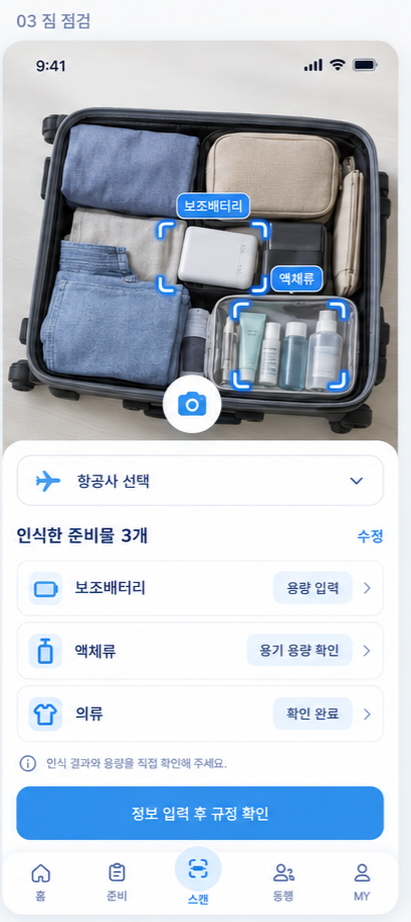 03 짐 점검
9:41
보조배터리
액체류
항공사 선택
인식한 준비물 3개
수정
보조배터리
용량 입력
액체류
용기 용량 확인
의류
확인 완료
인식 결과와 용량을 직접 확인해 주세요.
정보 입력 후 규정 확인
홈
준비
스캔
동행
MY